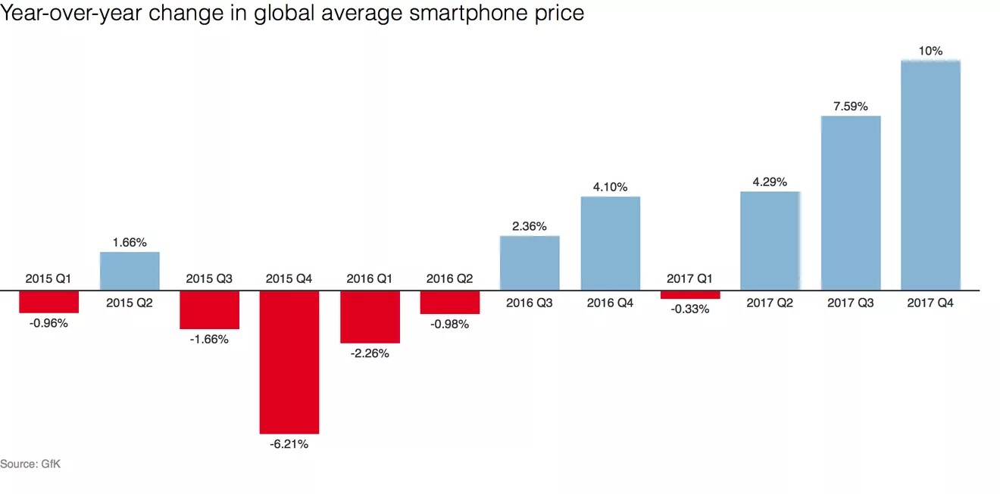 Year-over-year change in global average smartphone price
10%
7.59%
4.29%
4.10%
2.36%
1.66%
2015 Q1
2015 Q3
2015 Q4
2016 Q1
2016 Q2
2017 Q1
2015 Q2
2016 Q3
2016 Q4
2017 Q2
2017 Q3
2017 Q4
-0.33%
-0.96%
-0.98%
-1.66%
-2.26%
-6.21%
Source: GfK